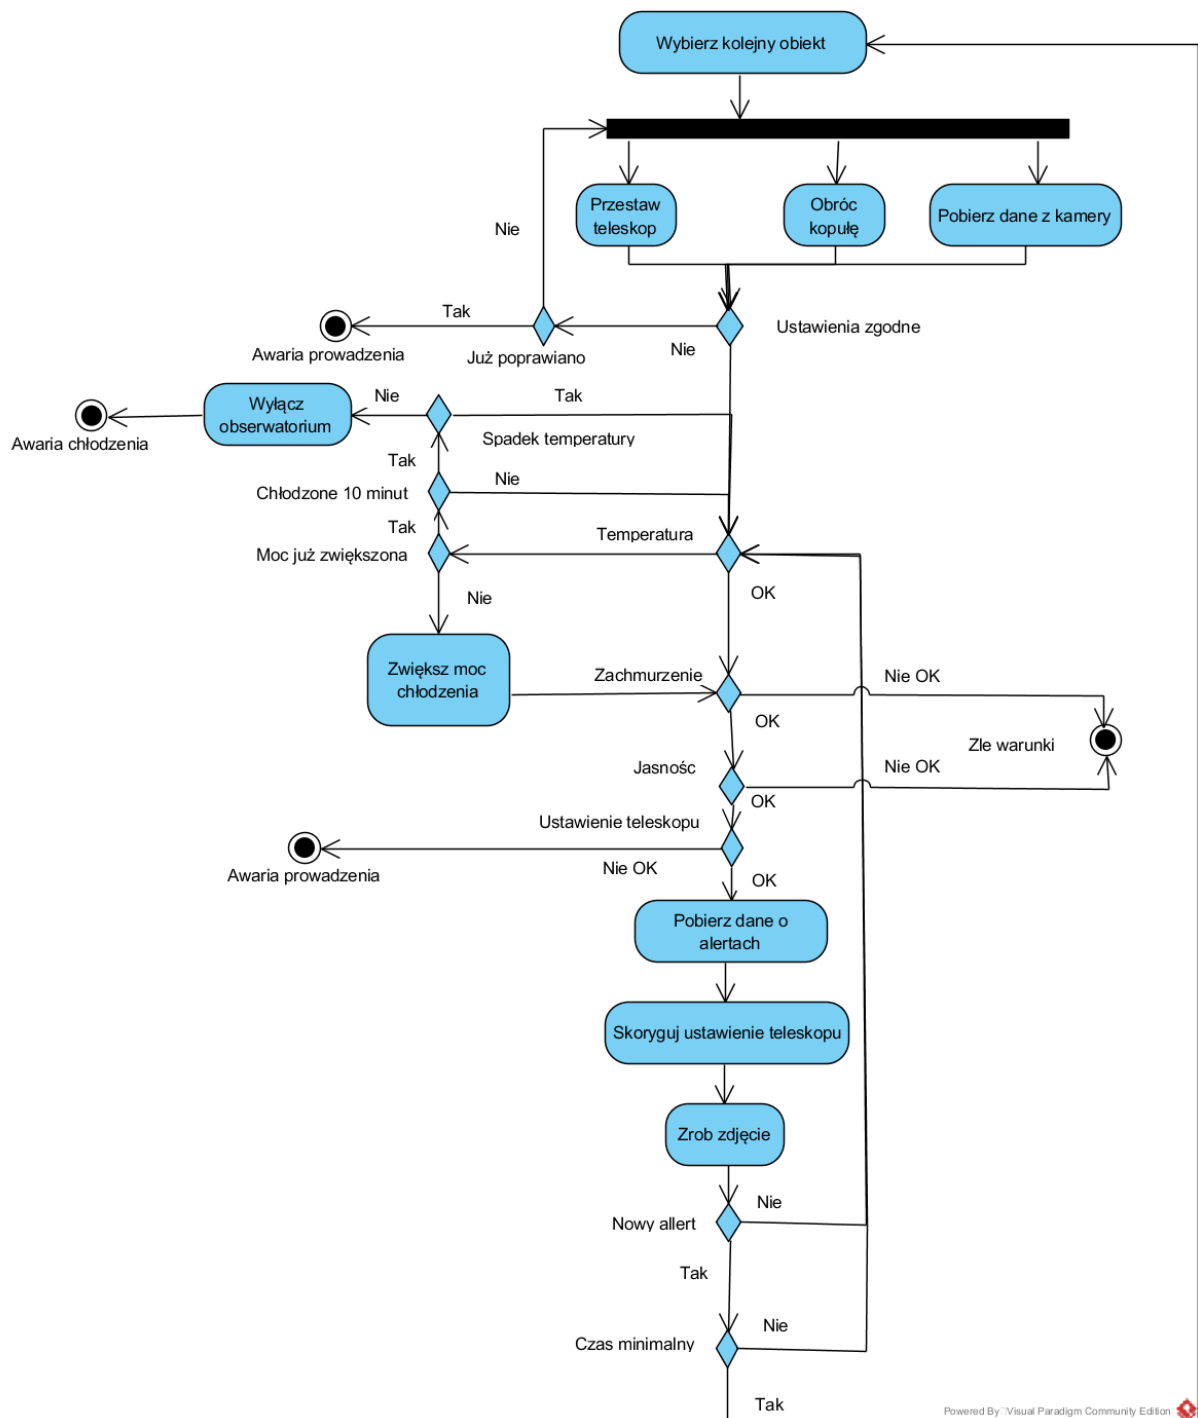 Wybierz kolejny obiekt
Przestaw
teleskop
Obróc
kopułę
Pobierz dane z kamery
Nie
Tak
Ustawienia zgodne
Nie
Awaria prowadzenia
Już poprawiano
Wyłącz
obserwatorium
Nie
Tak
Awaria chłodzenia
Spadek temperatury
Tak
Chłodzone 10 minut
Nie
Tak
Moc już zwiększona
Temperatura
OK
Nie
Zwiększ moc
chłodzenia
Zachmurzenie
Nie OK
OK
Zle warunki
Jasnośc
Nie OK
OK
Ustawienie teleskopu
Nie OK
OK
Awaria prowadzenia
Pobierz dane o
alertach
Skoryguj ustawienie teleskopu
Zrob zdjęcie
Nie
Nowy allert
Tak
Nie
Czas minimalny
Tak
Powered By Visual Paradigm Community Edition